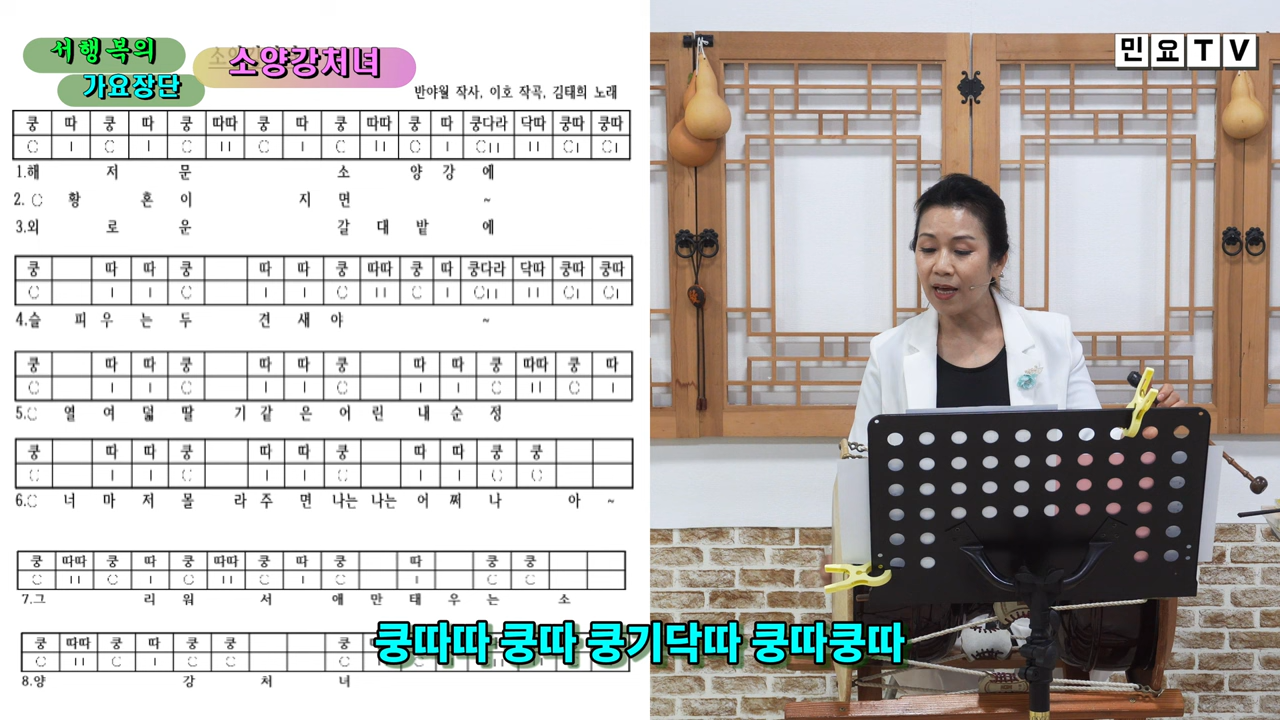 서행복의
가요장단
소양강처녀
민요TV
반야월 작사, 이호 작곡, 김태희 노래
쿵 따 쿵 따 쿵 따따 쿵 따 쿵 따따 쿵 따 쿵다라 닥따 쿵따 쿵따
1.해 저 문 소 양 강 에
2. 황 혼 이 지 면 ~
3.외 로 운 갈 대 밭 에
쿵 따 따 쿵 따 따 쿵 따따 쿵 따 쿵다라 닥따 쿵따 쿵따
4.슬 피 우 는 두 견 새 야 ~
쿵 따 따 쿵 따 따 쿵 따 따 쿵 따따 쿵 따
5. 열 여 덟 딸 기 같 은 어 린 내 순 정
쿵 따 따 쿵 따 따 쿵 따 따 쿵 쿵
6. 너 마 저 몰 라 주 면 나는 나는 어 쩌 나 아 ~
쿵 따따 쿵 따 쿵 따따 쿵 따 쿵 따 쿵 쿵
7.그 리 워 서 애 만 태 우 는 소
쿵 따따 쿵 따 쿵 쿵 쿵
8.양 강 처 녀
쿵따따 쿵따 쿵기닥따 쿵따쿵따